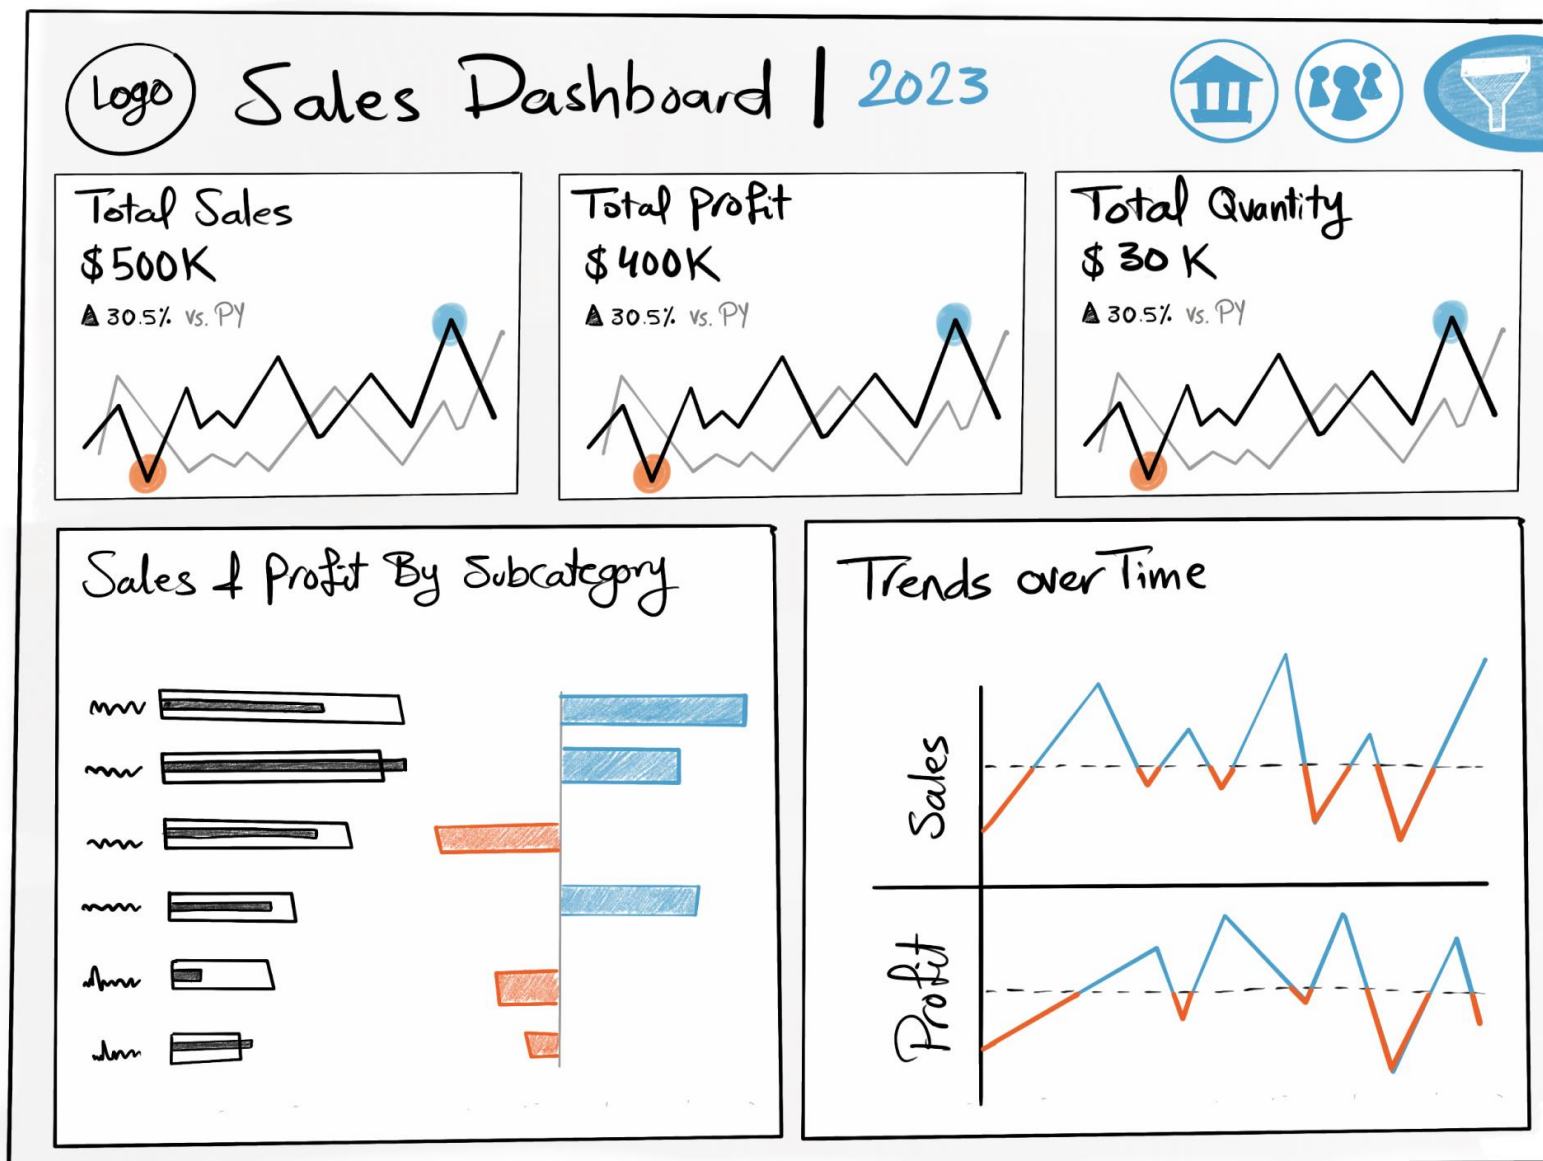 Logo
Sales Dashboard | 2023
Total Sales
$500K
▲ 30.5% vs. PY
Total Profit
$400K
▲ 30.5% vs. PY
Total Quantity
$30K
▲ 30.5% vs. PY
Sales & Profit By Subcategory
Trends over Time
Sales
Profit